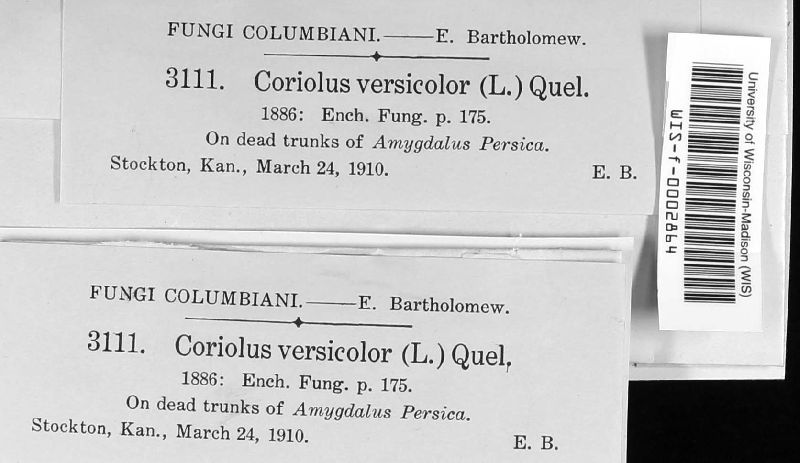 FUNGI COLUMBIANI.——E. Bartholomew.
3111. Coriolus versicolor (L.) Quel.
1886: Ench. Fung. p. 175.
On dead trunks of Amygdalus Persica.
Stockton, Kan., March 24, 1910.
E. B.
University of Wisconsin-Madison (WIS)
WIS-f-0002864
FUNGI COLUMBIANI.——E. Bartholomew.
3111. Coriolus versicolor (L.) Quel.
1886: Ench. Fung. p. 175.
On dead trunks of Amygdalus Persica.
Stockton, Kan., March 24, 1910.
E. B.